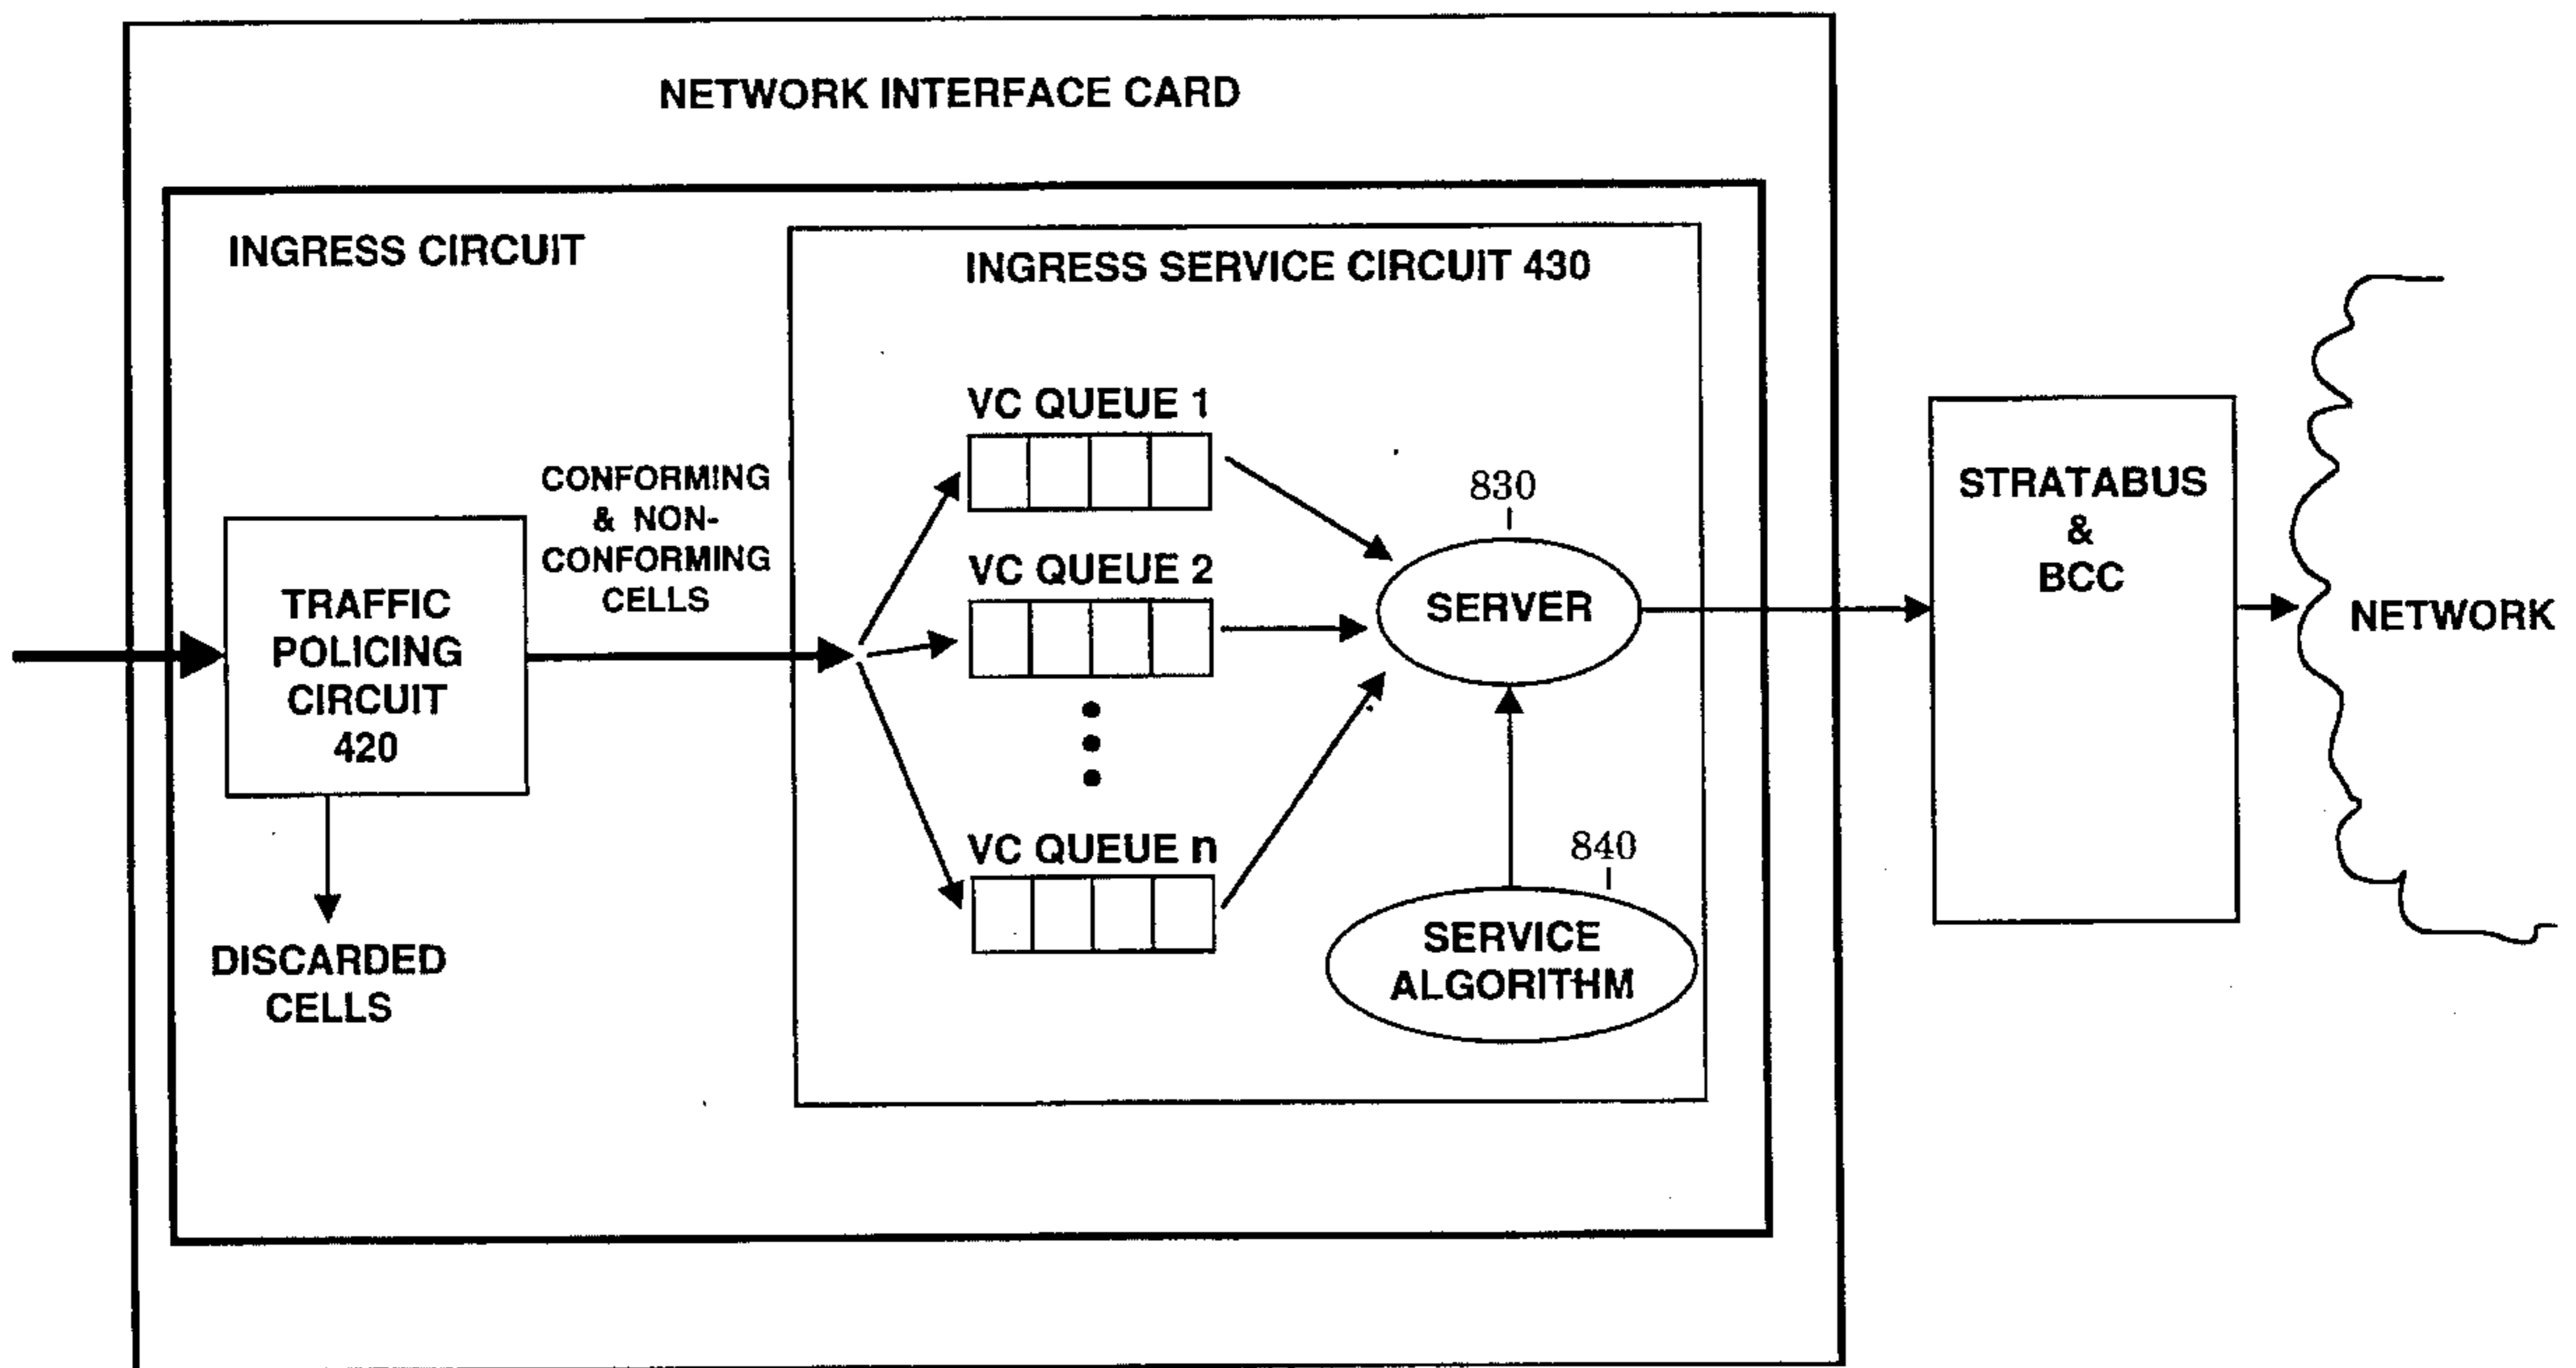 NETWORK INTERFACE CARD
INGRESS CIRCUIT
INGRESS SERVICE CIRCUIT 430
TRAFFIC
POLICING
CIRCUIT
420
DISCARDED
CELLS
CONFORMING
& NON-
CONFORMING
CELLS
VC QUEUE 1
VC QUEUE 2
VC QUEUE n
830
SERVER
840
SERVICE
ALGORITHM
STRATABUS
&
BCC
NETWORK